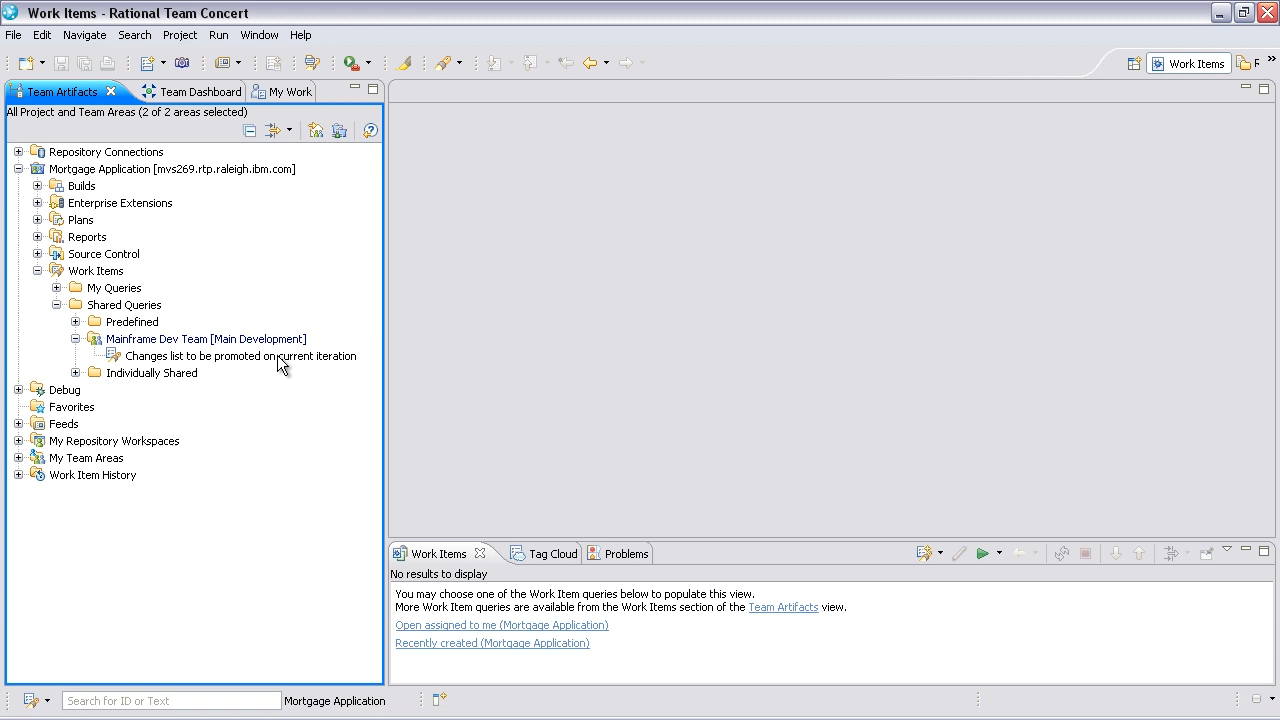 Work Items - Rational Team Concert
File Edit Navigate Search Project Run Window Help
Work Items F
Team Artifacts Team Dashboard My Work
All Project and Team Areas (2 of 2 areas selected)
Repository Connections
Mortgage Application [mvs269.rtp.raleigh.ibm.com]
Builds
Enterprise Extensions
Plans
Reports
Source Control
Work Items
My Queries
Shared Queries
Predefined
Mainframe Dev Team [Main Development]
Changes list to be promoted on current iteration
Individually Shared
Debug
Favorites
Feeds
My Repository Workspaces
My Team Areas
Work Item History
Work Items Tag Cloud Problems
No results to display
You may choose one of the Work Item queries below to populate this view.
More Work Item queries are available from the Work Items section of the Team Artifacts view.
Open assigned to me (Mortgage Application)
Recently created (Mortgage Application)
Search for ID or Text Mortgage Application